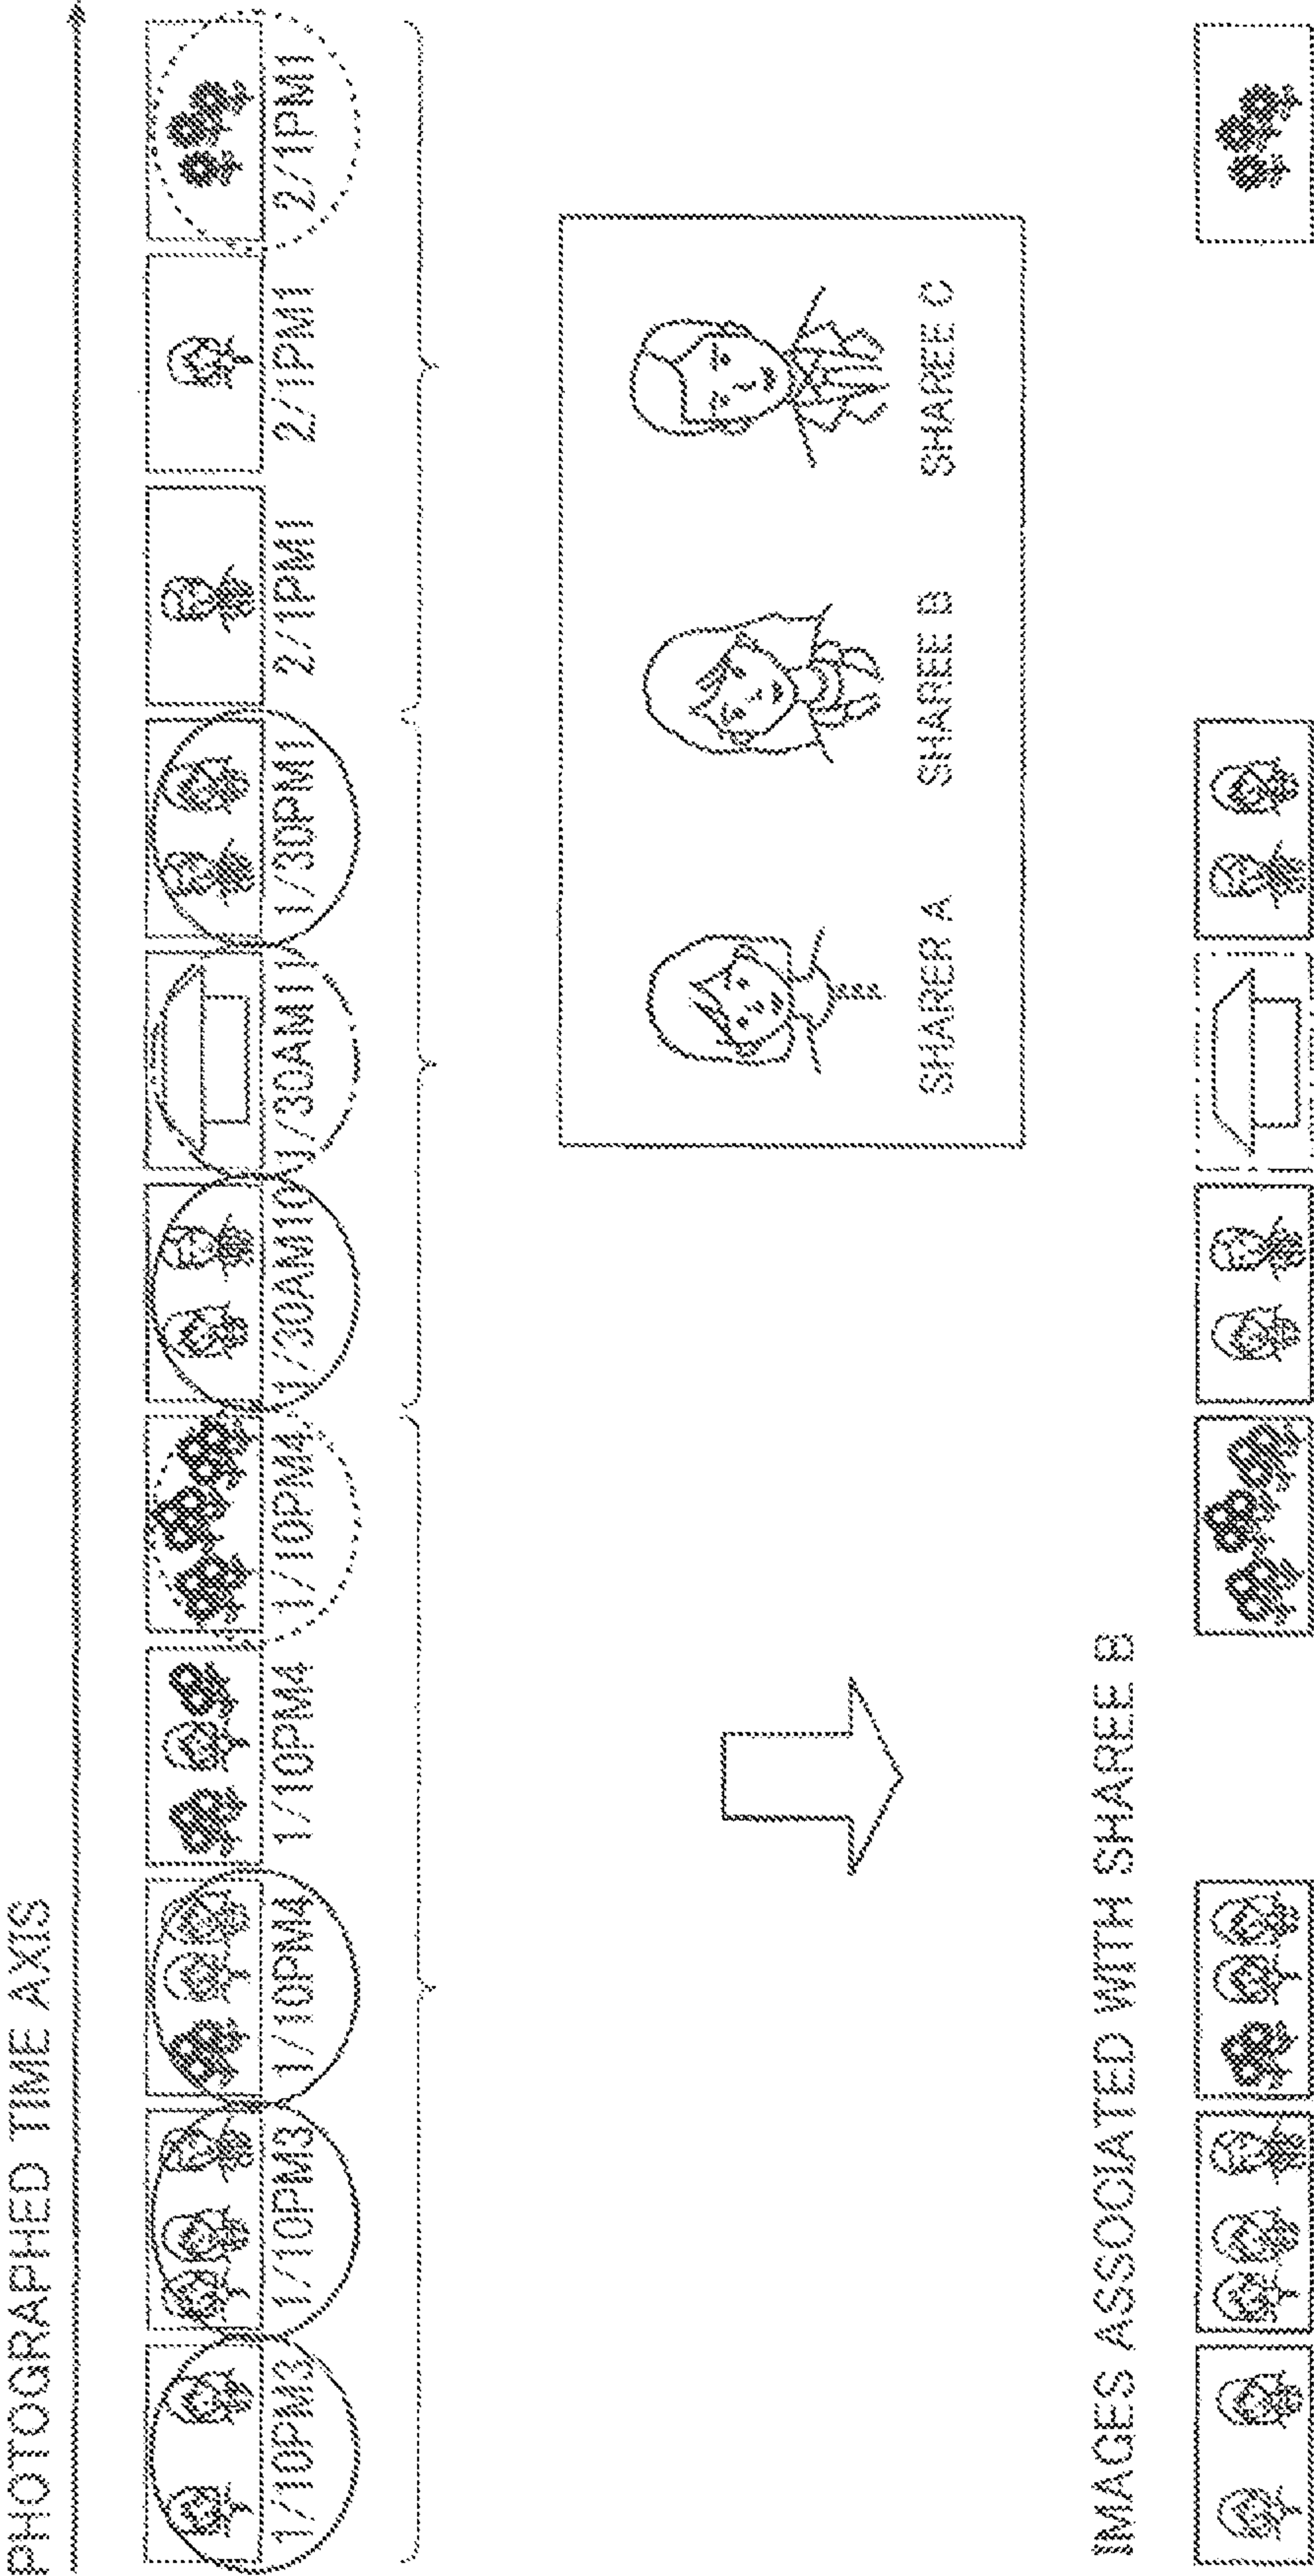 PHOTOGRAPHED TIME AXIS
1/10PM3
1/10PM3
1/10PM4
1/10PM4
1/10PM4
1/30AM10
1/30AM11
1/30PM1
2/1PM1
2/1PM1
2/1PM1
SHARER A
SHAREE B
SHAREE C
IMAGES ASSOCIATED WITH SHAREE B